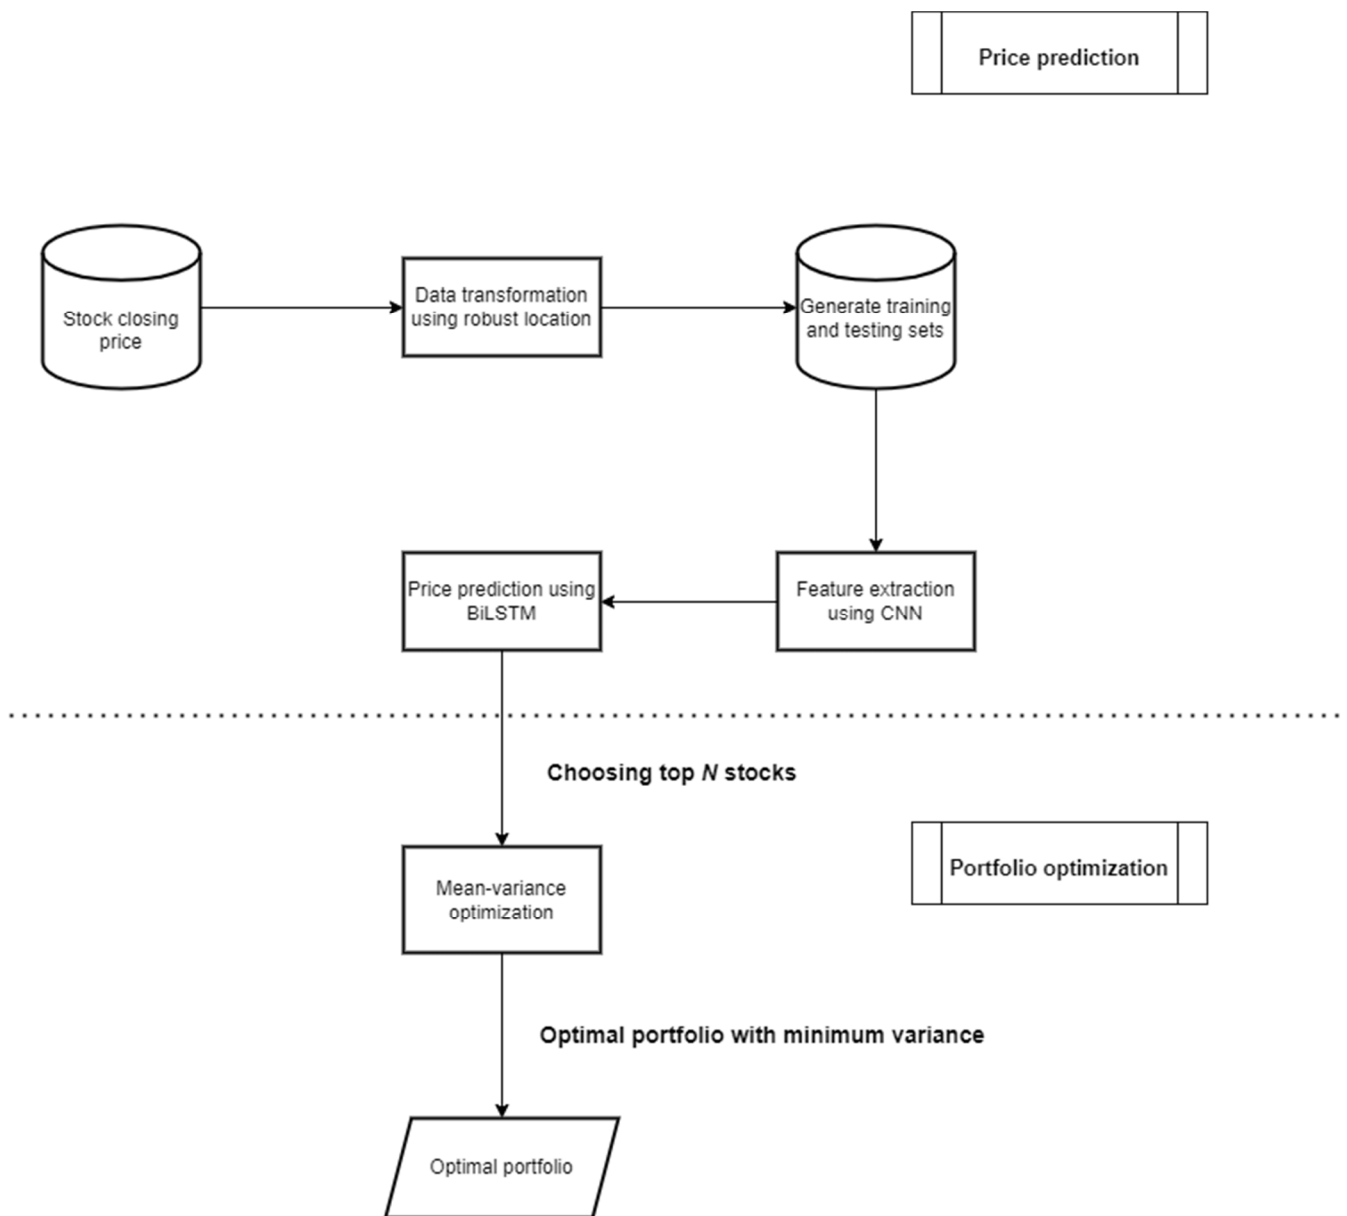 Price prediction
Stock closing
price
Data transformation
using robust location
Generate training
and testing sets
Price prediction using
BiLSTM
Feature extraction
using CNN
Choosing top N stocks
Mean-variance
optimization
Portfolio optimization
Optimal portfolio with minimum variance
Optimal portfolio